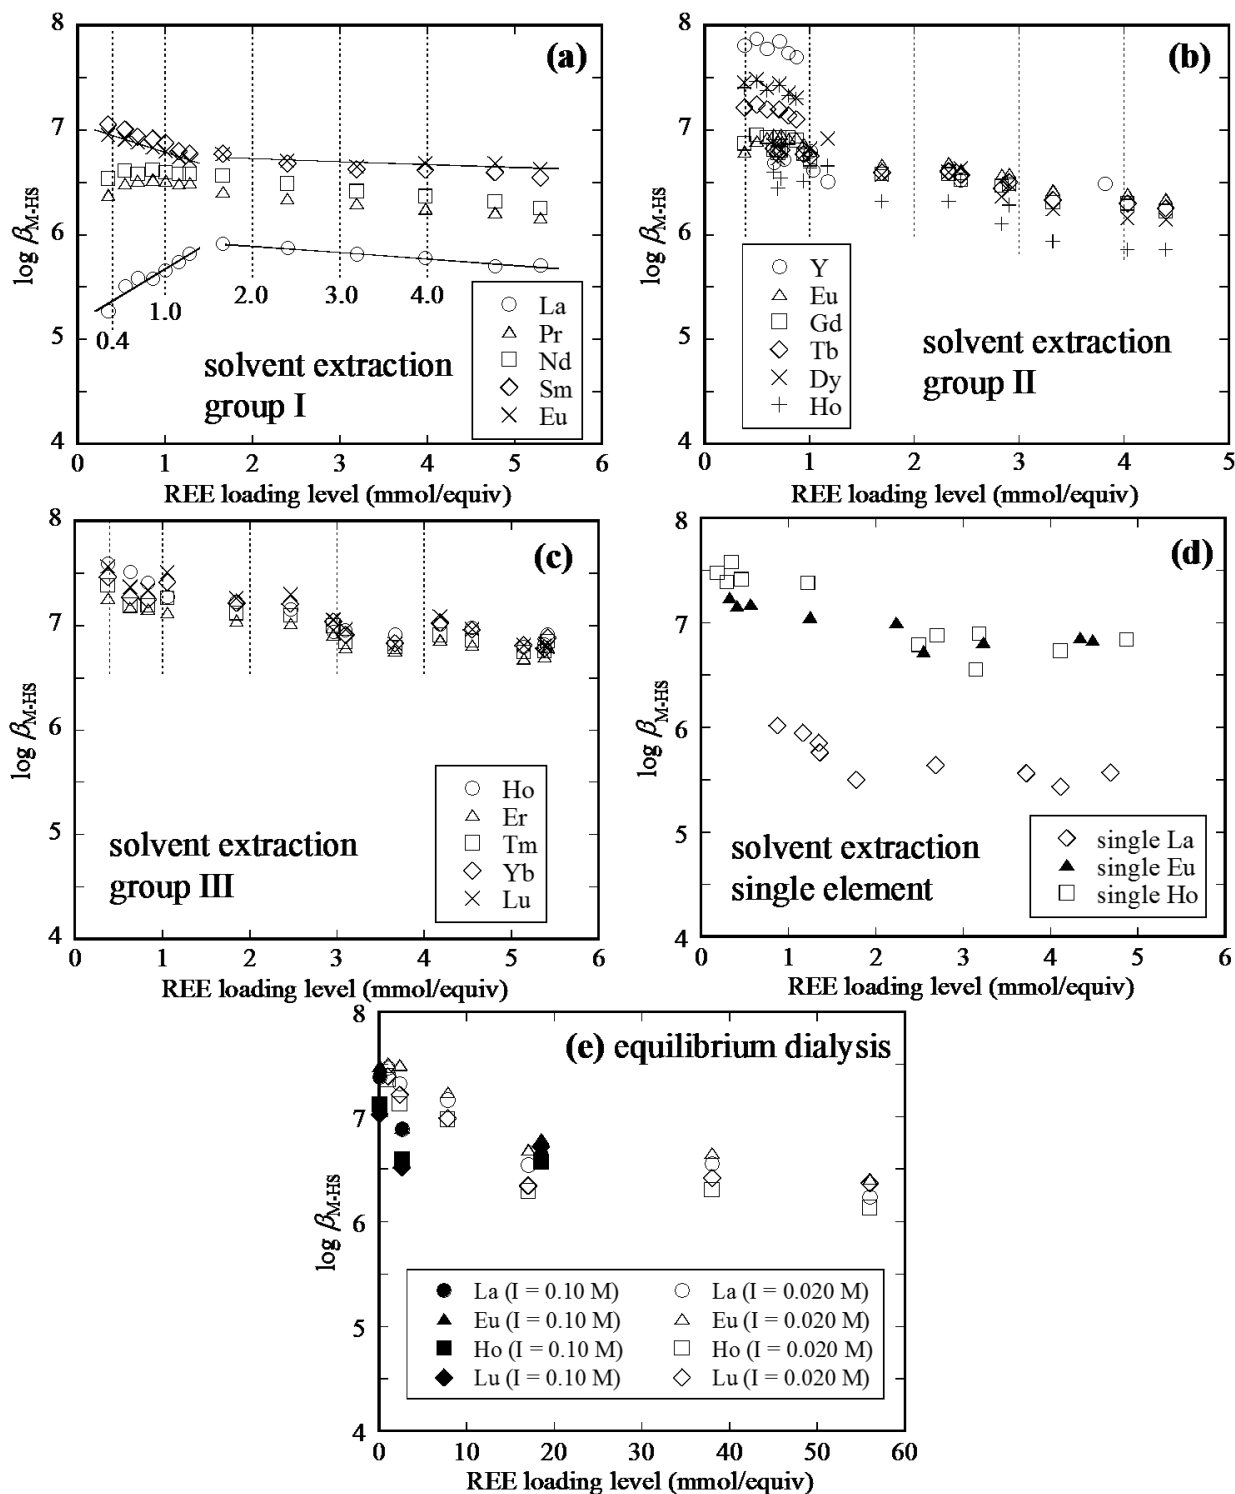 8
7
6
5
4
0
1
2
3
4
5
6
(a)
1.0
2.0
3.0
4.0
0.4
solvent extraction
group I
La
Pr
Nd
Sm
Eu
log β M-HS
REE loading level (mmol/equiv)
8
7
6
5
4
0
1
2
3
4
5
(b)
Y
Eu
Gd
Tb
Dy
Ho
solvent extraction
group II
log β M-HS
REE loading level (mmol/equiv)
8
7
6
5
4
0
1
2
3
4
5
6
(c)
solvent extraction
group III
Ho
Er
Tm
Yb
Lu
log β M-HS
REE loading level (mmol/equiv)
8
7
6
5
4
0
1
2
3
4
5
6
(d)
solvent extraction
single element
single La
single Eu
single Ho
log β M-HS
REE loading level (mmol/equiv)
8
7
6
5
4
0
10
20
30
40
50
60
(e) equilibrium dialysis
La (I = 0.10 M)
Eu (I = 0.10 M)
Ho (I = 0.10 M)
Lu (I = 0.10 M)
La (I = 0.020 M)
Eu (I = 0.020 M)
Ho (I = 0.020 M)
Lu (I = 0.020 M)
log β M-HS
REE loading level (mmol/equiv)